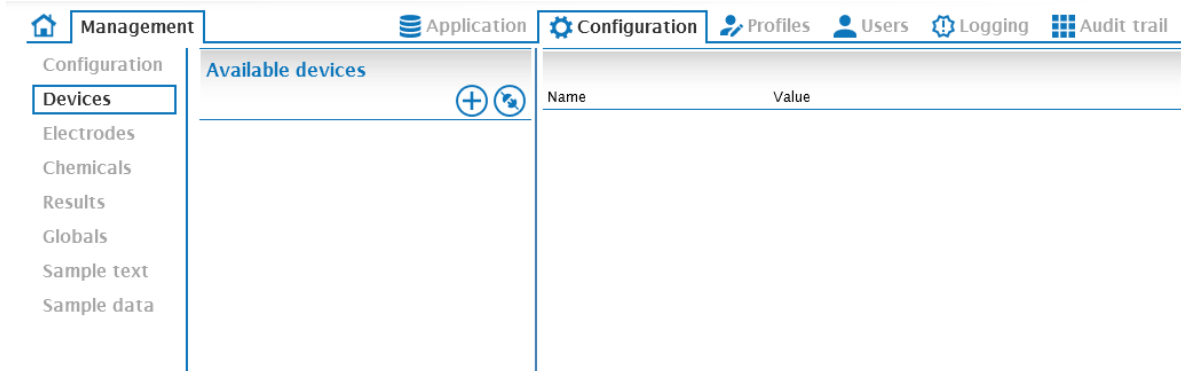 Management Application Configuration Profiles Users Logging Audit trail
Configuration
Devices
Electrodes
Chemicals
Results
Globals
Sample text
Sample data
Available devices
Name Value